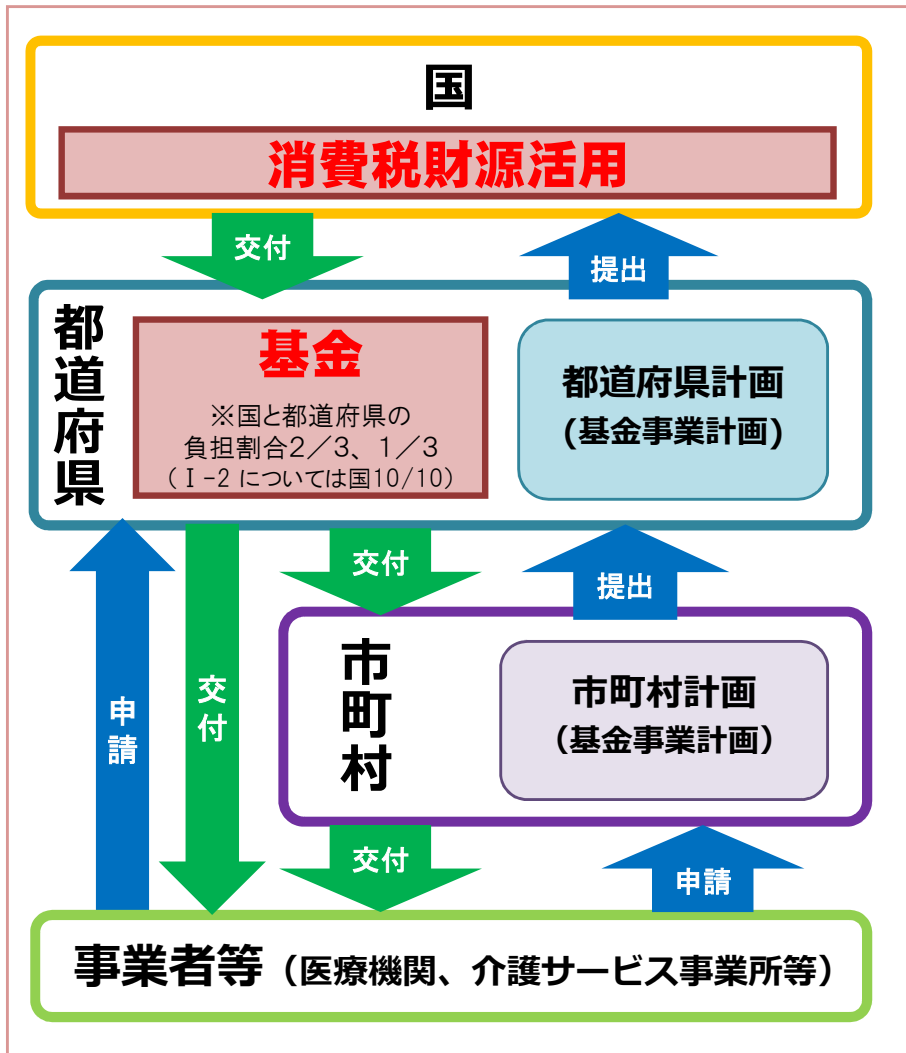 国
消費税財源活用
交付
提出
都道府県
基金
※国と都道府県の
負担割合2／3、1／3
(Ⅰ-2 については国10/10)
都道府県計画
(基金事業計画)
交付
提出
申請
交付
市町村
市町村計画
（基金事業計画）
交付
申請
事業者等（医療機関、介護サービス事業所等）